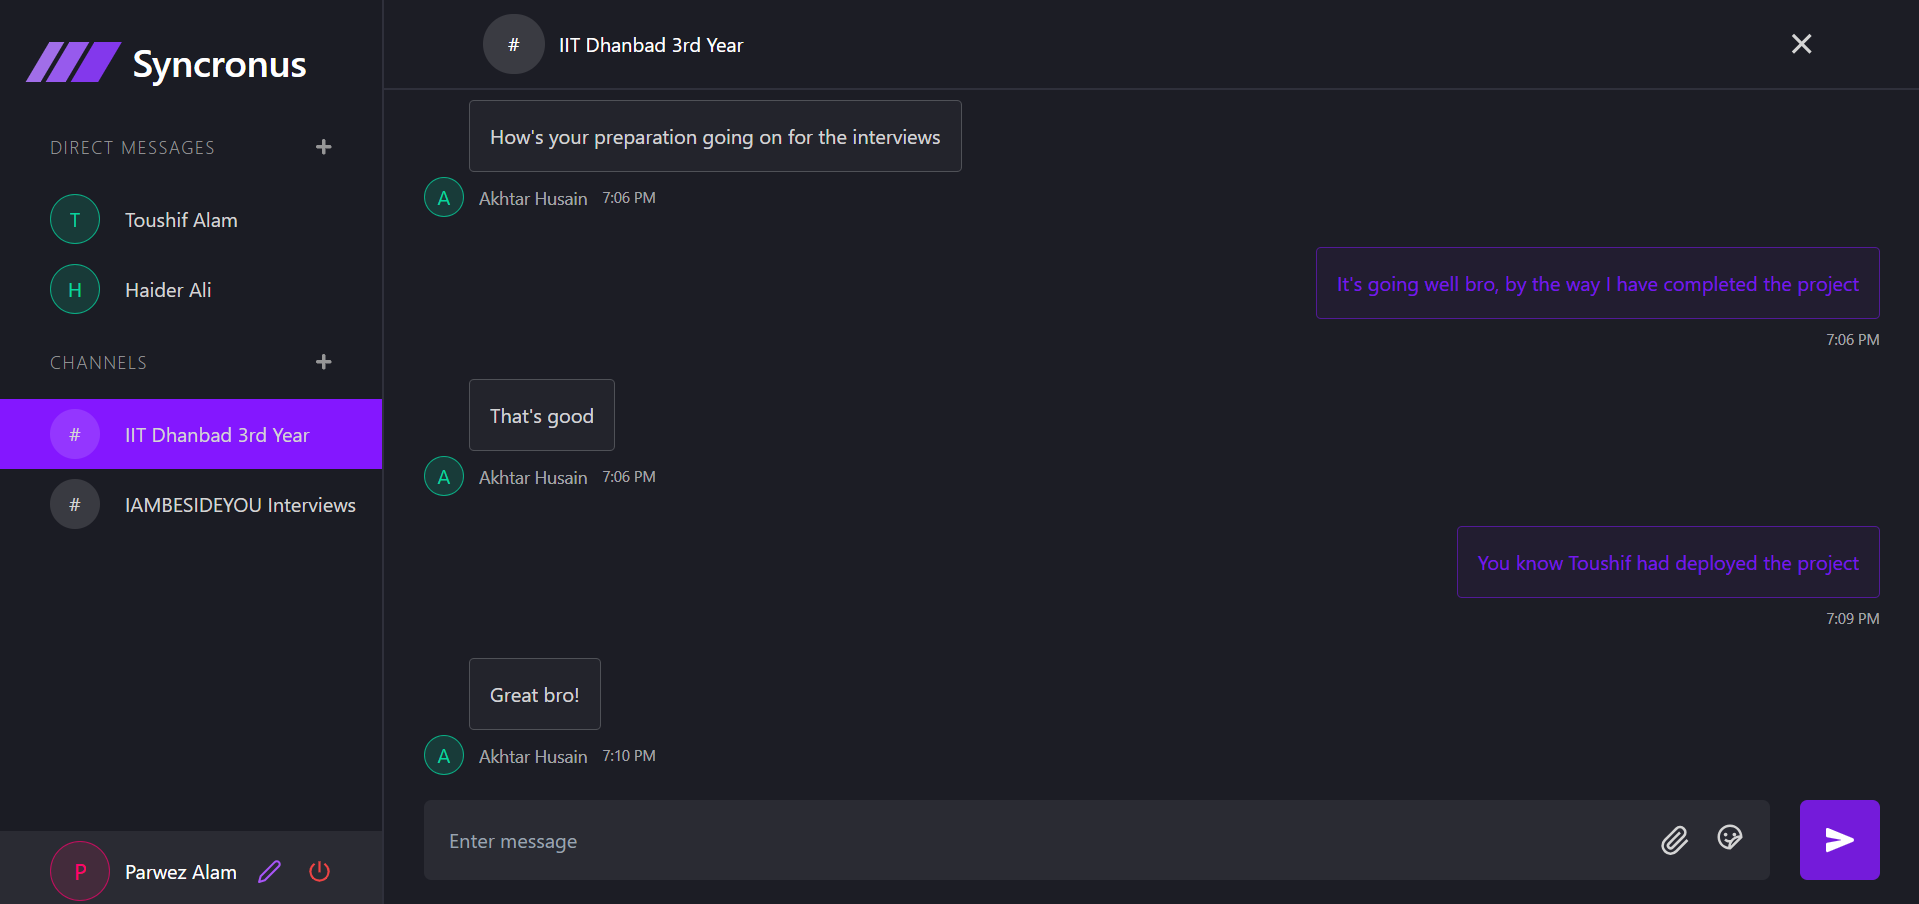 Syncronus
DIRECT MESSAGES
T
Toushif Alam
H
Haider Ali
CHANNELS
#
IIT Dhanbad 3rd Year
#
IAMBESIDEYOU Interviews
P
Parwez Alam
#
IIT Dhanbad 3rd Year
How's your preparation going on for the interviews
A
Akhtar Husain 7:06 PM
It's going well bro, by the way I have completed the project
7:06 PM
That's good
A
Akhtar Husain 7:06 PM
You know Toushif had deployed the project
7:09 PM
Great bro!
A
Akhtar Husain 7:10 PM
Enter message